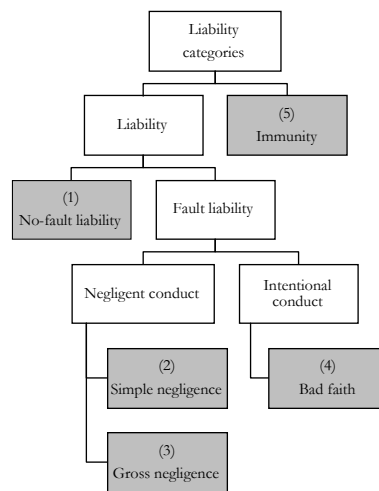 Liability
categories
Liability
(5)
Immunity
(1)
No-fault liability
Fault liability
Negligent conduct
Intentional
conduct
(2)
Simple negligence
(4)
Bad faith
(3)
Gross negligence